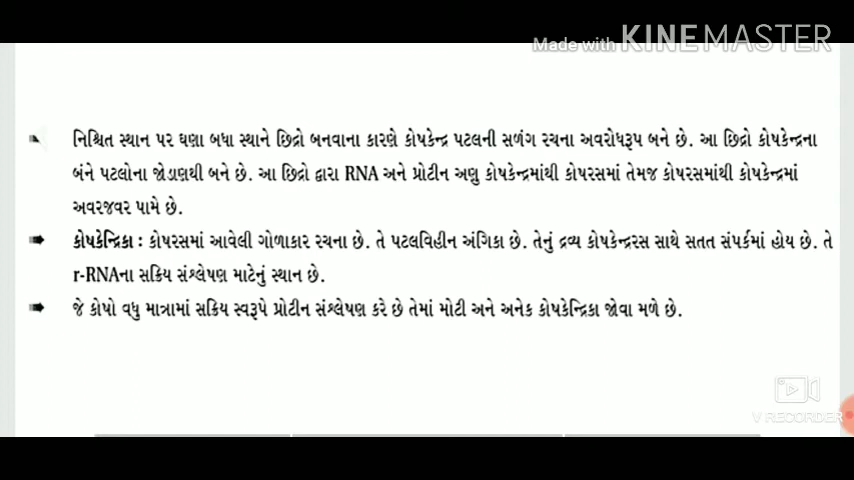 Made with KINEMASTER
નિશ્ચિત સ્થાન પર ઘણા બધા સ્થાને છિદ્રો બનવાના કારણે કોષકેન્દ્ર પટલની સળંગ રચના અવરોધરૂપ બને છે. આ છિદ્રો કોષકેન્દ્રના
બંને પટલોના જોડાણથી બને છે. આ છિદ્રો દ્વારા RNA અને પ્રોટીન અણુ કોષકેન્દ્રમાંથી કોષરસમાં તેમજ કોષરસમાંથી કોષકેન્દ્રમાં
અવરજવર પામે છે.
કોષકેન્દ્રિકા : કોષરસમાં આવેલી ગોળાકાર રચના છે. તે પટલવિહીન અંગિકા છે. તેનું દ્રવ્ય કોષકેન્દ્રરસ સાથે સતત સંપર્કમાં હોય છે. તે
r-RNAના સક્રિય સંશ્લેષણ માટેનું સ્થાન છે.
જે કોષો વધુ માત્રામાં સક્રિય સ્વરૂપે પ્રોટીન સંશ્લેષણ કરે છે તેમાં મોટી અને અનેક કોષકેન્દ્રિકા જોવા મળે છે.
V RECORDER